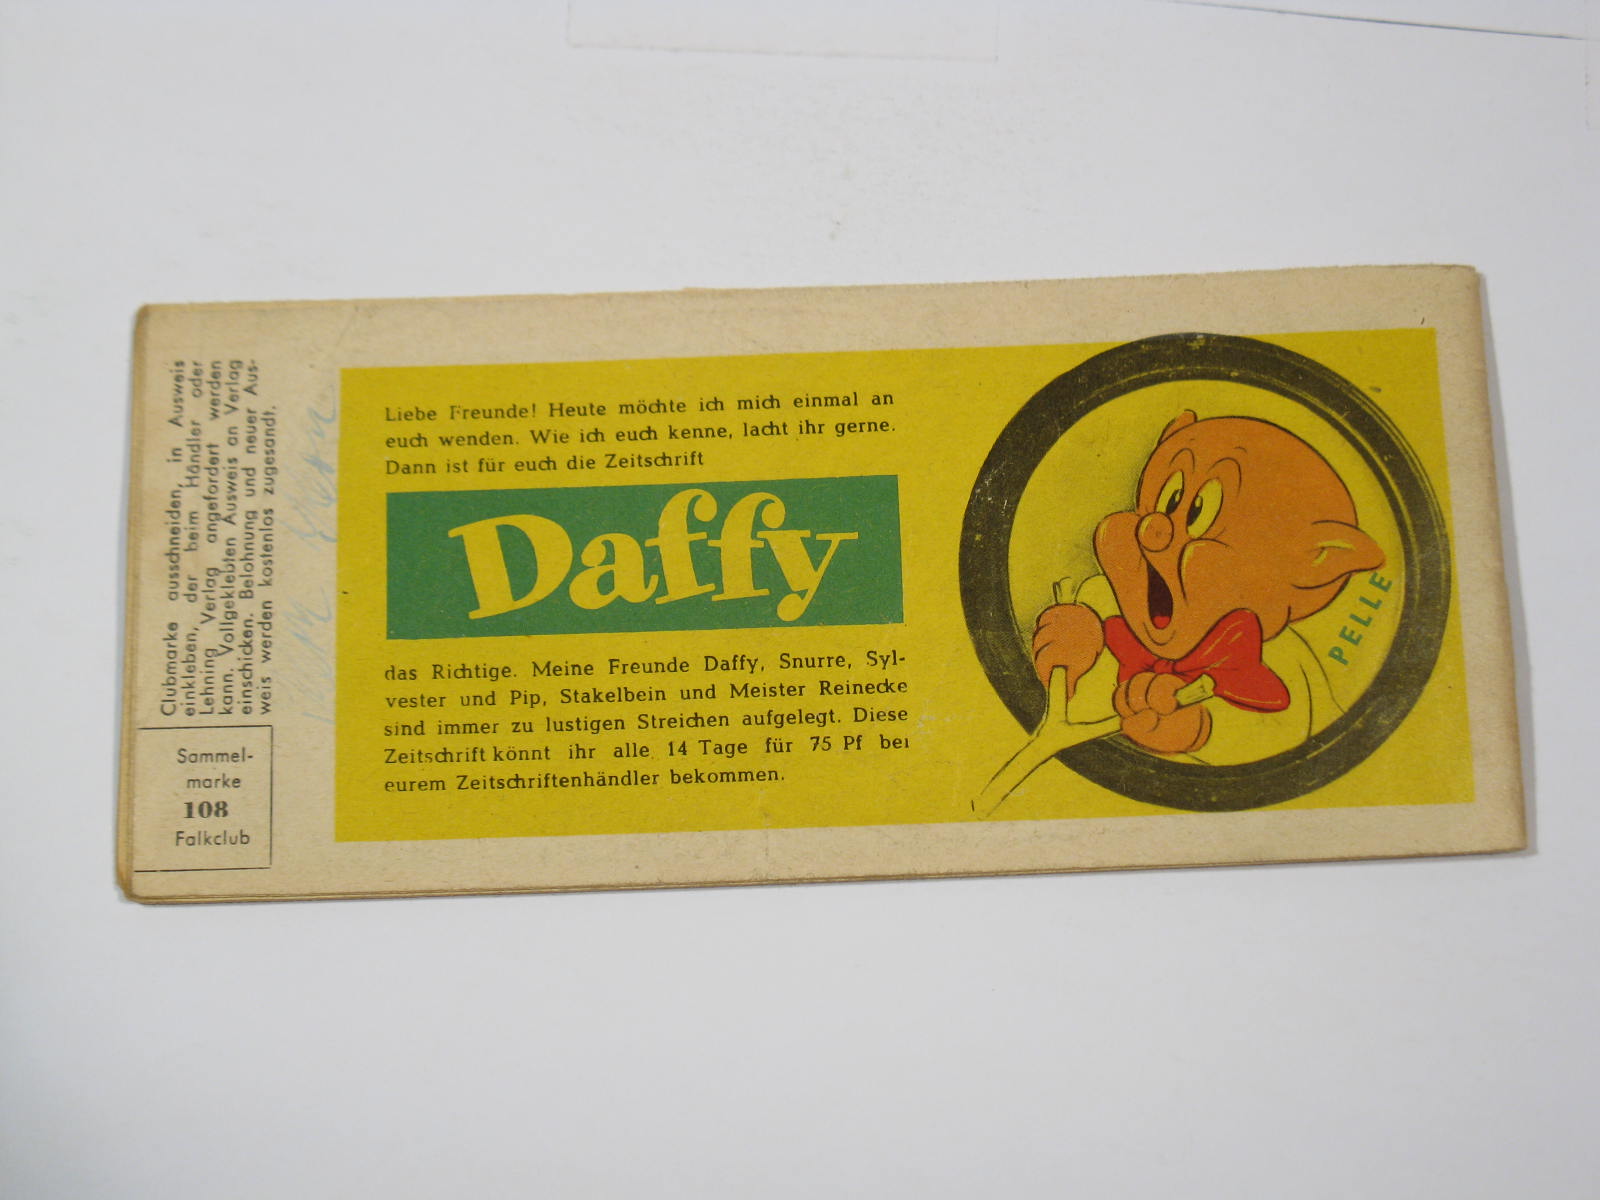 Clubmarke ausschneiden, in Ausweis
einkleben, der beim Händler oder
Lehning Verlag angefordert werden
kann. Vollgeklebten Ausweis an Verlag
einschicken. Belohnung und neuer Aus-
weis werden kostenlos zugesandt.
Sammel-
marke
108
Falkclub
Liebe Freunde! Heute möchte ich mich einmal an
euch wenden. Wie ich euch kenne, lacht ihr gerne.
Dann ist für euch die Zeitschrift
Daffy
das Richtige. Meine Freunde Daffy, Snurre, Syl-
vester und Pip, Stakelbein und Meister Reinecke
sind immer zu lustigen Streichen aufgelegt. Diese
Zeitschrift könnt ihr alle 14 Tage für 75 Pf bei
eurem Zeitschriftenhändler bekommen.
PELLE